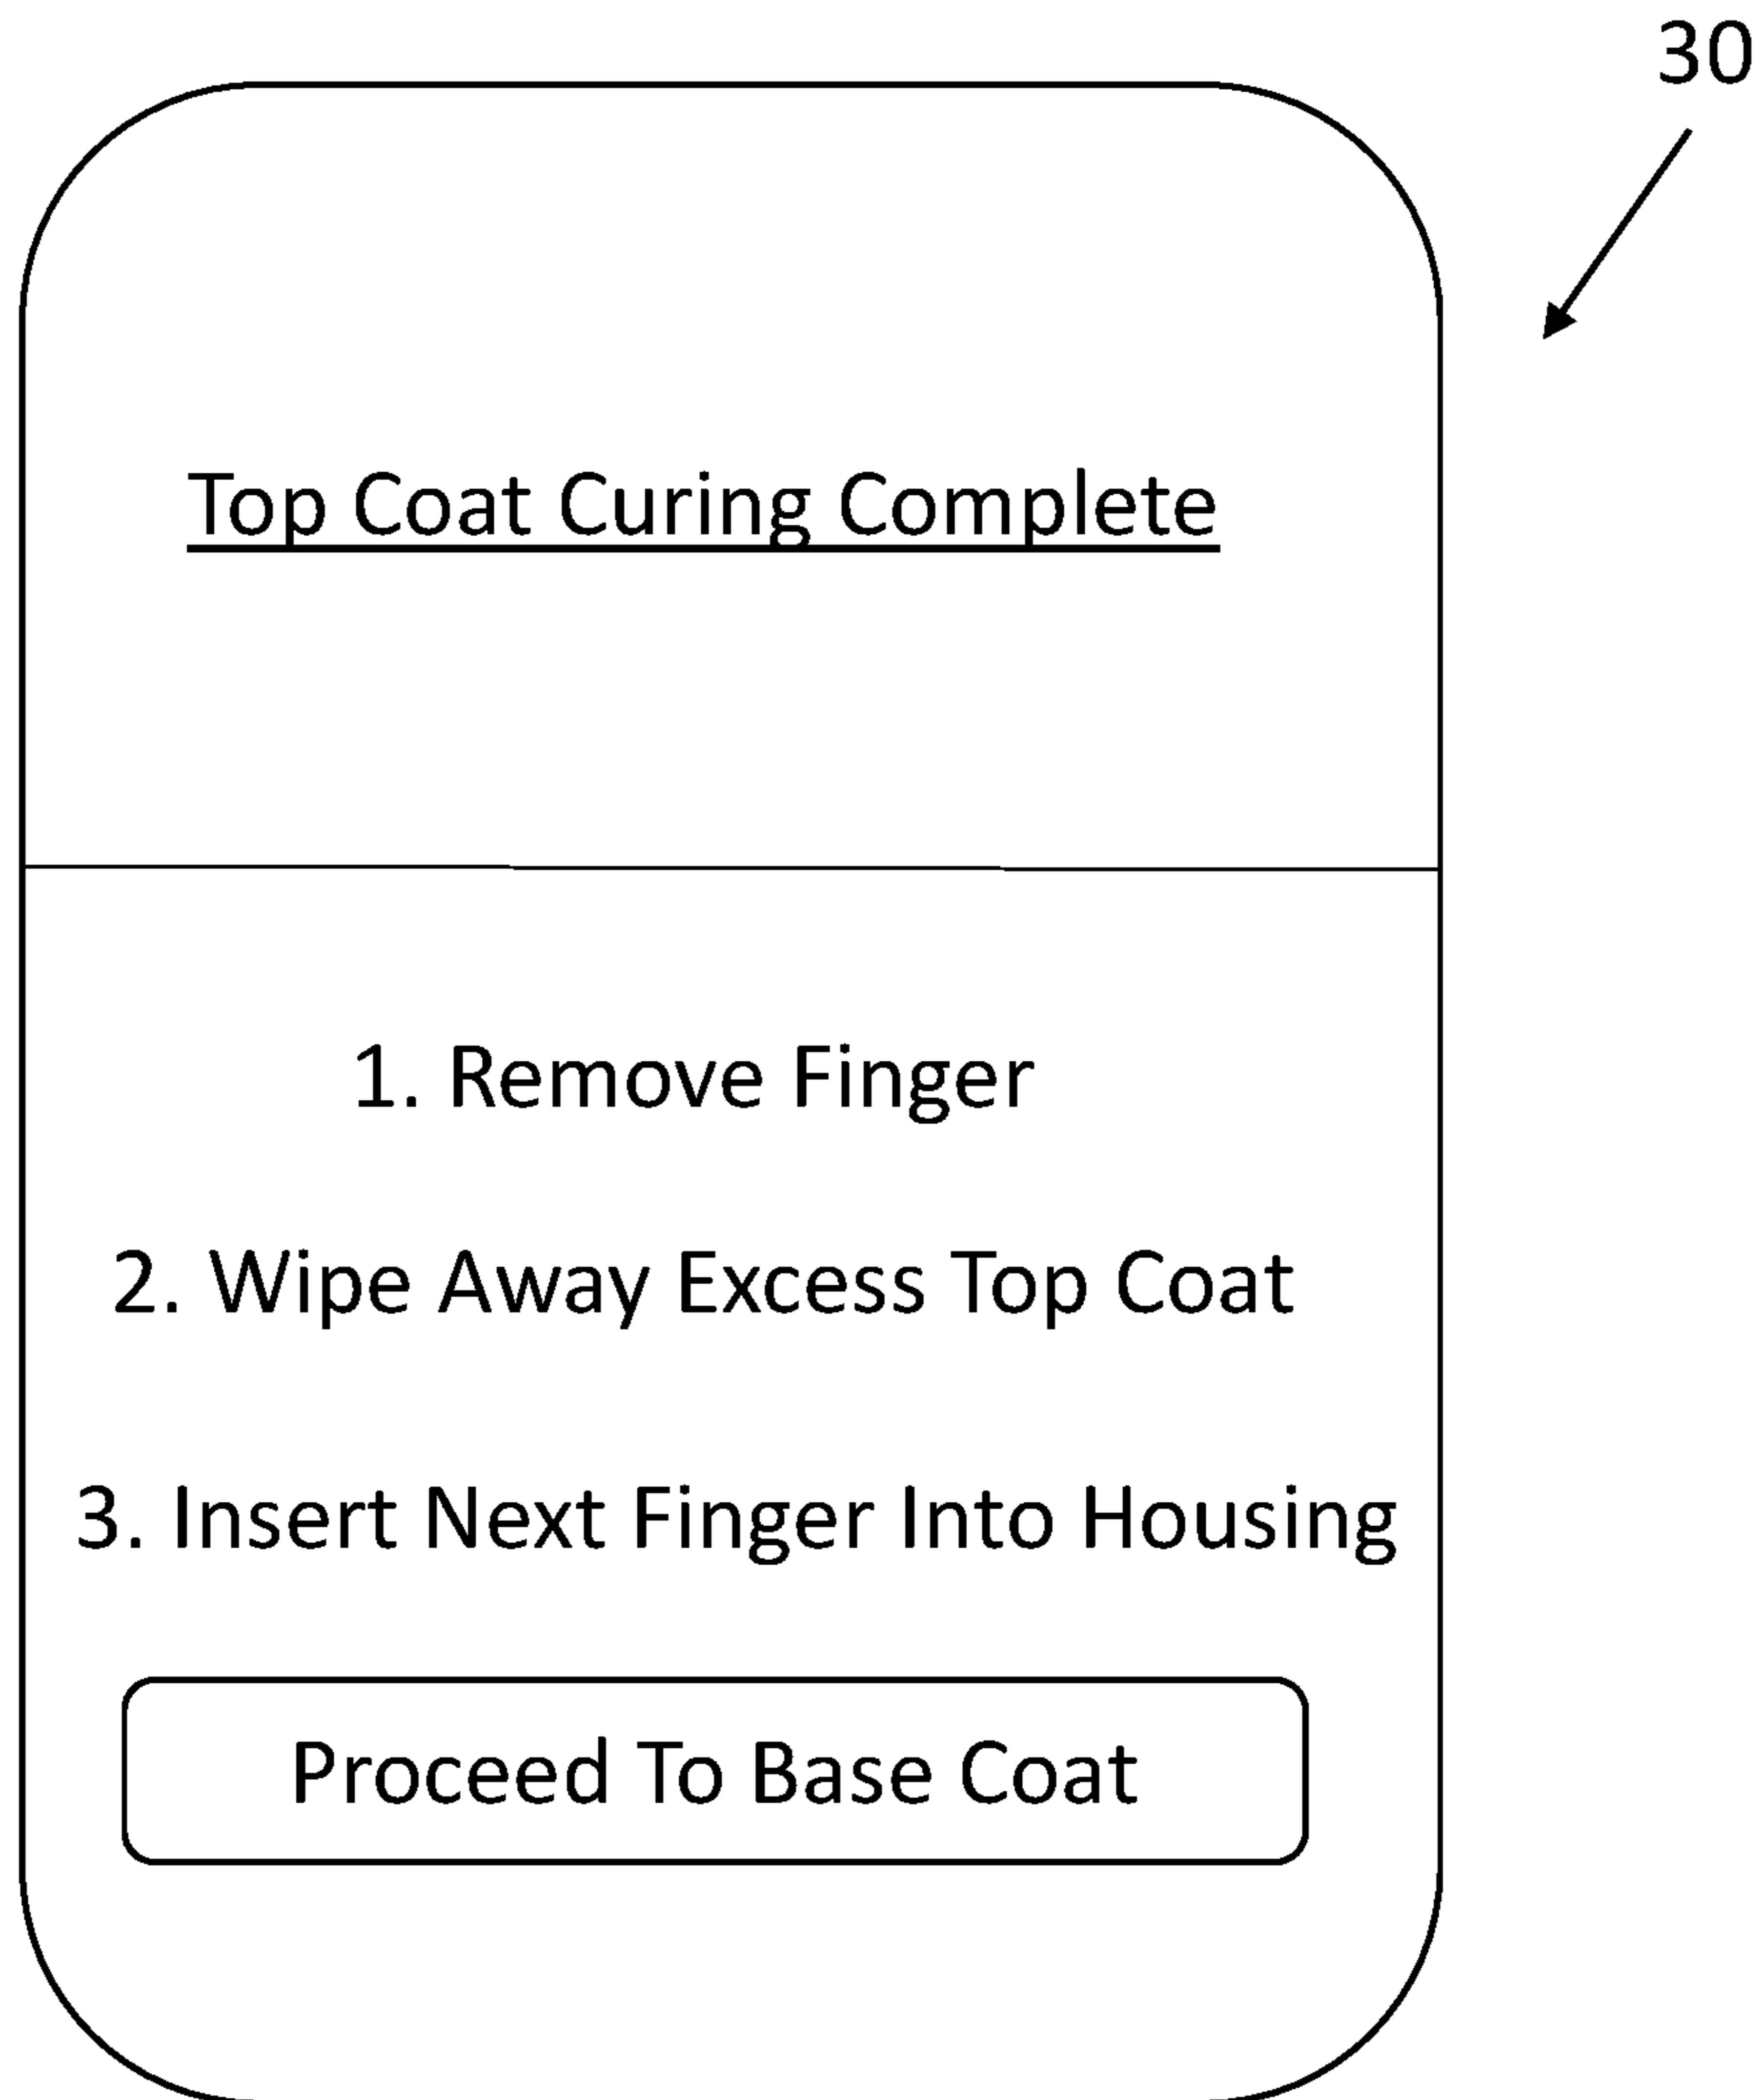 30
Top Coat Curing Complete
1. Remove Finger
2. Wipe Away Excess Top Coat
3. Insert Next Finger Into Housing
Proceed To Base Coat